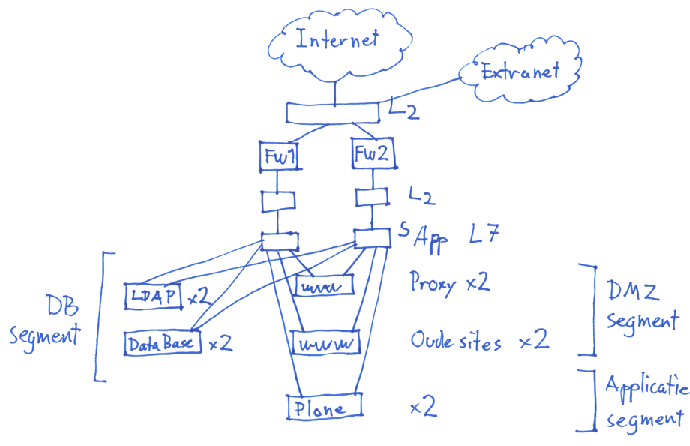 Internet
Extranet
L2
Fw1 Fw2
L2
S App L7
DB segment
LDAP x2
Proxy x2
DMZ segment
DataBase x2
www
Oude sites x2
Plone x2
Applicatie segment